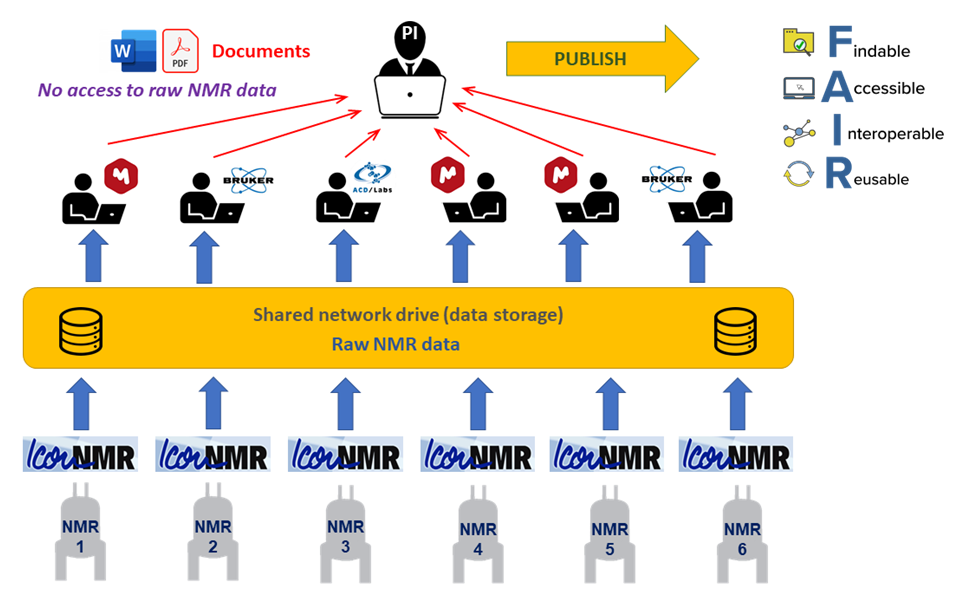 PI
W
PDF
Documents
No access to raw NMR data
PUBLISH
Findable
Accessible
Interoperable
Reusable
BRUKER
ACD/Labs
BRUKER
Shared network drive (data storage)
Raw NMR data
IconNMR IconNMR IconNMR IconNMR IconNMR IconNMR
NMR 1
NMR 2
NMR 3
NMR 4
NMR 5
NMR 6